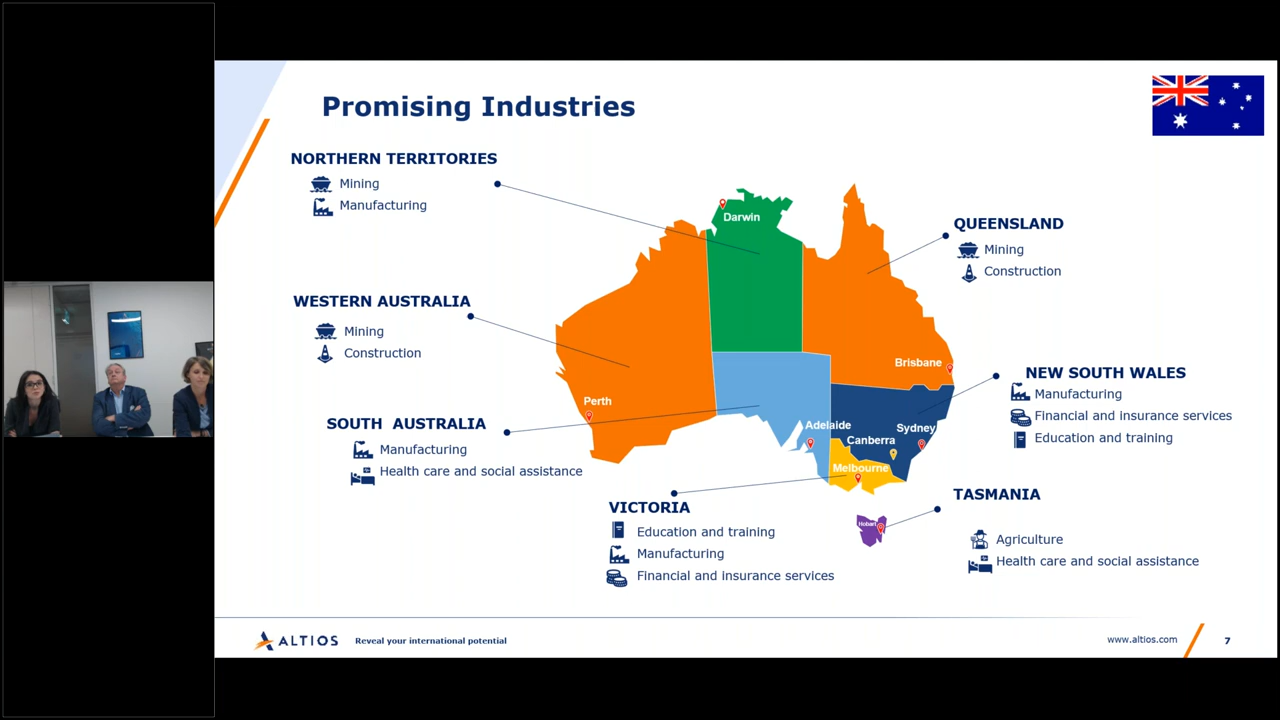 Promising Industries
NORTHERN TERRITORIES
Mining
Manufacturing
WESTERN AUSTRALIA
Mining
Construction
SOUTH AUSTRALIA
Manufacturing
Health care and social assistance
VICTORIA
Education and training
Manufacturing
Financial and insurance services
Darwin
Perth
Brisbane
Adelaide
Sydney
Canberra
Melbourne
Hobart
QUEENSLAND
Mining
Construction
NEW SOUTH WALES
Manufacturing
Financial and insurance services
Education and training
TASMANIA
Agriculture
Health care and social assistance
ALTIOS
Reveal your international potential
www.altios.com
7